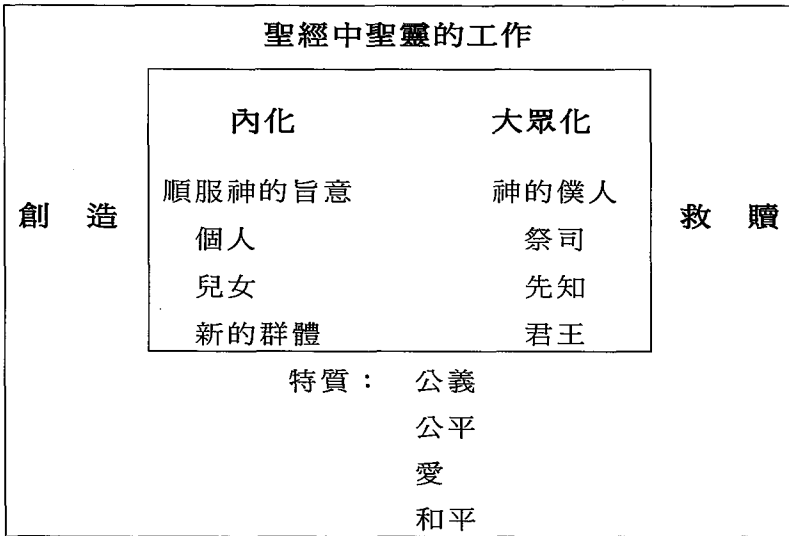 聖經中聖靈的工作
內化 大眾化
順服神的旨意 神的僕人
創造 救贖
個人 祭司
兒女 先知
新的群體 君王
特質： 公義
公平
愛
和平